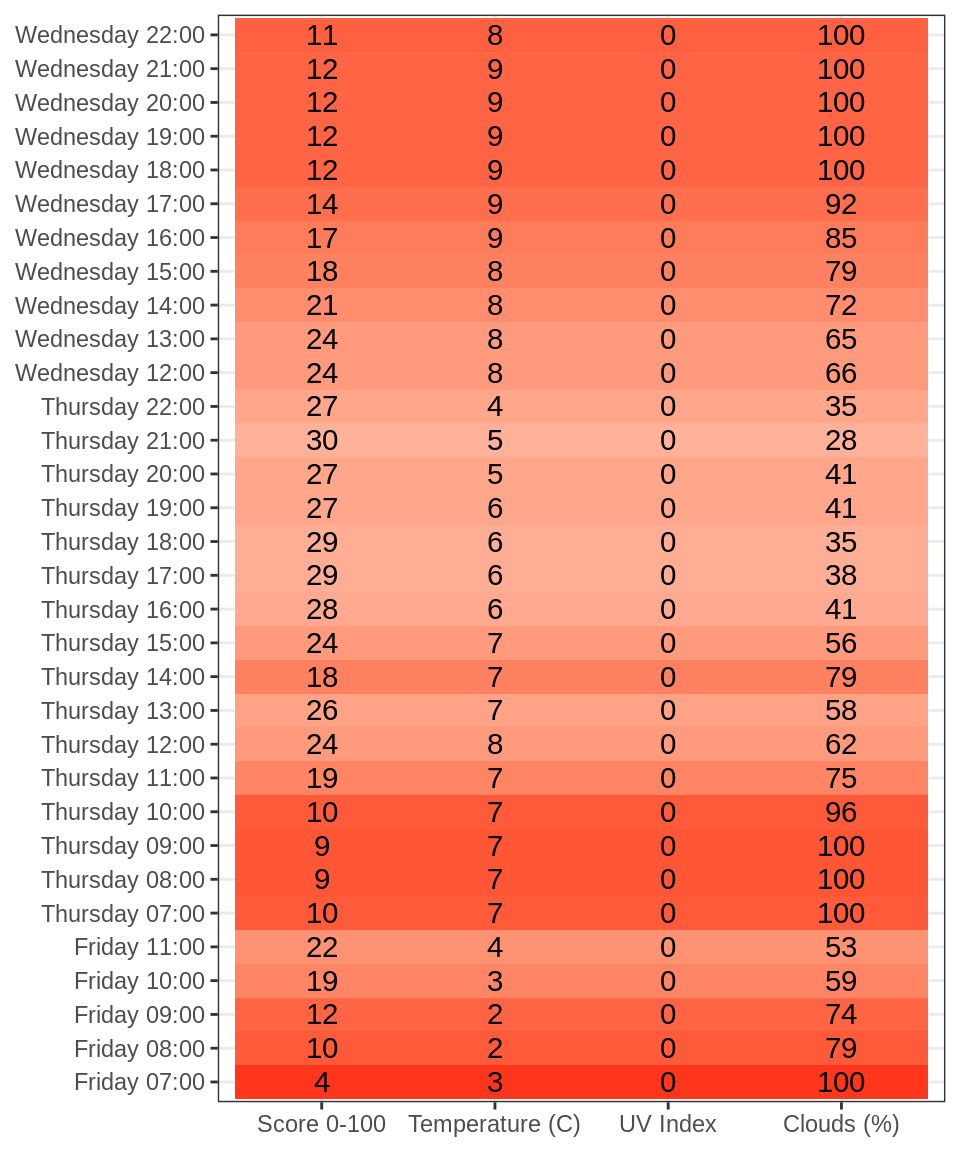 Wednesday 22:00 11 8 0 100
Wednesday 21:00 12 9 0 100
Wednesday 20:00 12 9 0 100
Wednesday 19:00 12 9 0 100
Wednesday 18:00 12 9 0 100
Wednesday 17:00 14 9 0 92
Wednesday 16:00 17 9 0 85
Wednesday 15:00 18 8 0 79
Wednesday 14:00 21 8 0 72
Wednesday 13:00 24 8 0 65
Wednesday 12:00 24 8 0 66
Thursday 22:00 27 4 0 35
Thursday 21:00 30 5 0 28
Thursday 20:00 27 5 0 41
Thursday 19:00 27 6 0 41
Thursday 18:00 29 6 0 35
Thursday 17:00 29 6 0 38
Thursday 16:00 28 6 0 41
Thursday 15:00 24 7 0 56
Thursday 14:00 18 7 0 79
Thursday 13:00 26 7 0 58
Thursday 12:00 24 8 0 62
Thursday 11:00 19 7 0 75
Thursday 10:00 10 7 0 96
Thursday 09:00 9 7 0 100
Thursday 08:00 9 7 0 100
Thursday 07:00 10 7 0 100
Friday 11:00 22 4 0 53
Friday 10:00 19 3 0 59
Friday 09:00 12 2 0 74
Friday 08:00 10 2 0 79
Friday 07:00 4 3 0 100
Score 0-100 Temperature (C) UV Index Clouds (%)